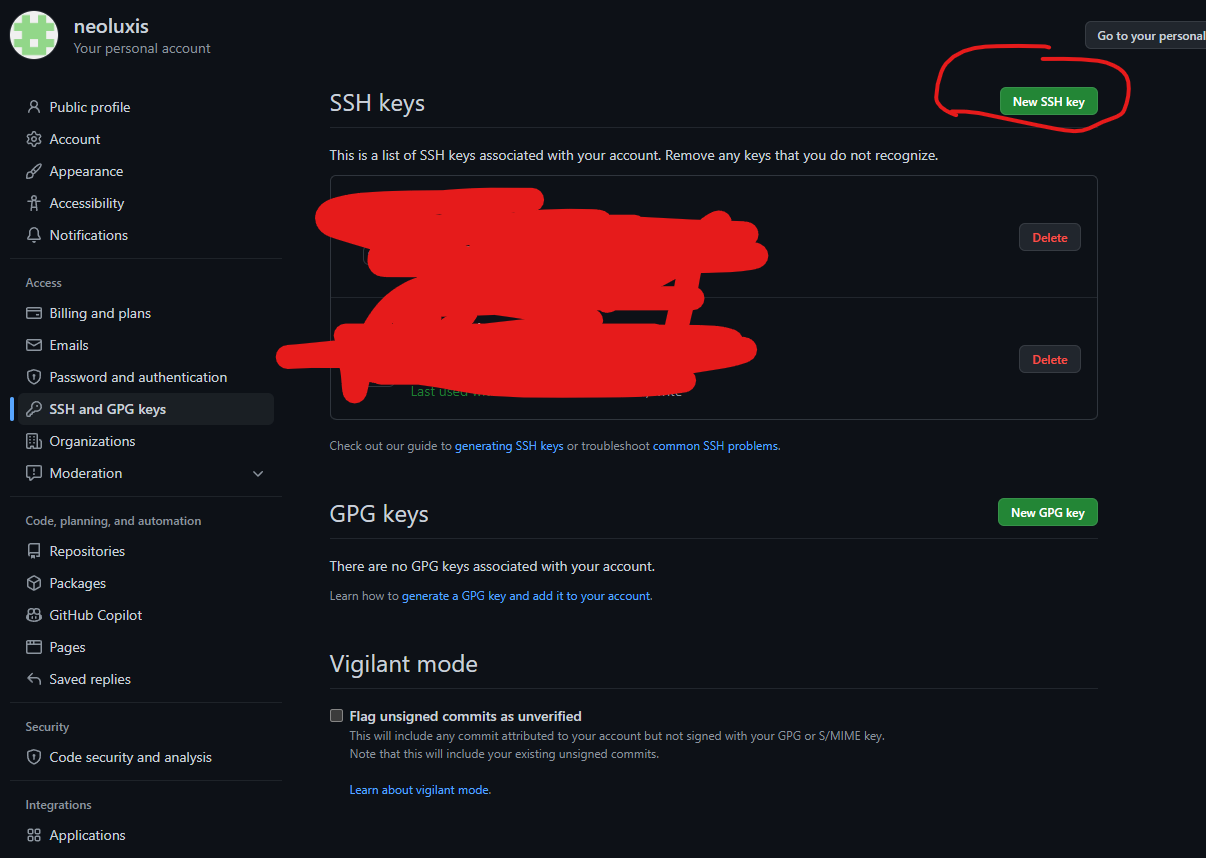 neoluxis
Your personal account
Go to your personal
Public profile
Account
Appearance
Accessibility
Notifications
Access
Billing and plans
Emails
Password and authentication
SSH and GPG keys
Organizations
Moderation
Code, planning, and automation
Repositories
Packages
GitHub Copilot
Pages
Saved replies
Security
Code security and analysis
Integrations
Applications
SSH keys
New SSH key
This is a list of SSH keys associated with your account. Remove any keys that you do not recognize.
Delete
Delete
Last used
Check out our guide to generating SSH keys or troubleshoot common SSH problems.
GPG keys
New GPG key
There are no GPG keys associated with your account.
Learn how to generate a GPG key and add it to your account.
Vigilant mode
Flag unsigned commits as unverified
This will include any commit attributed to your account but not signed with your GPG or S/MIME key.
Note that this will include your existing unsigned commits.
Learn about vigilant mode.